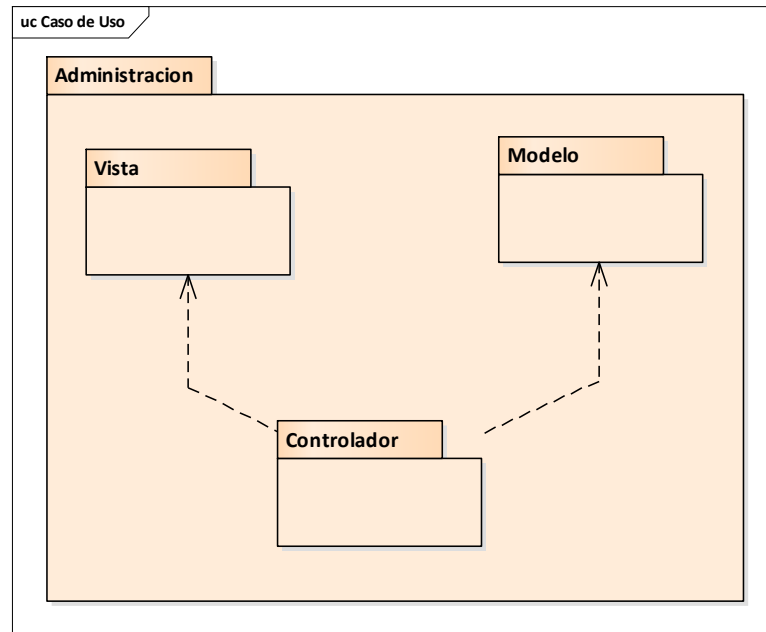 uc Caso de Uso
Administracion
Vista
Modelo
Controlador